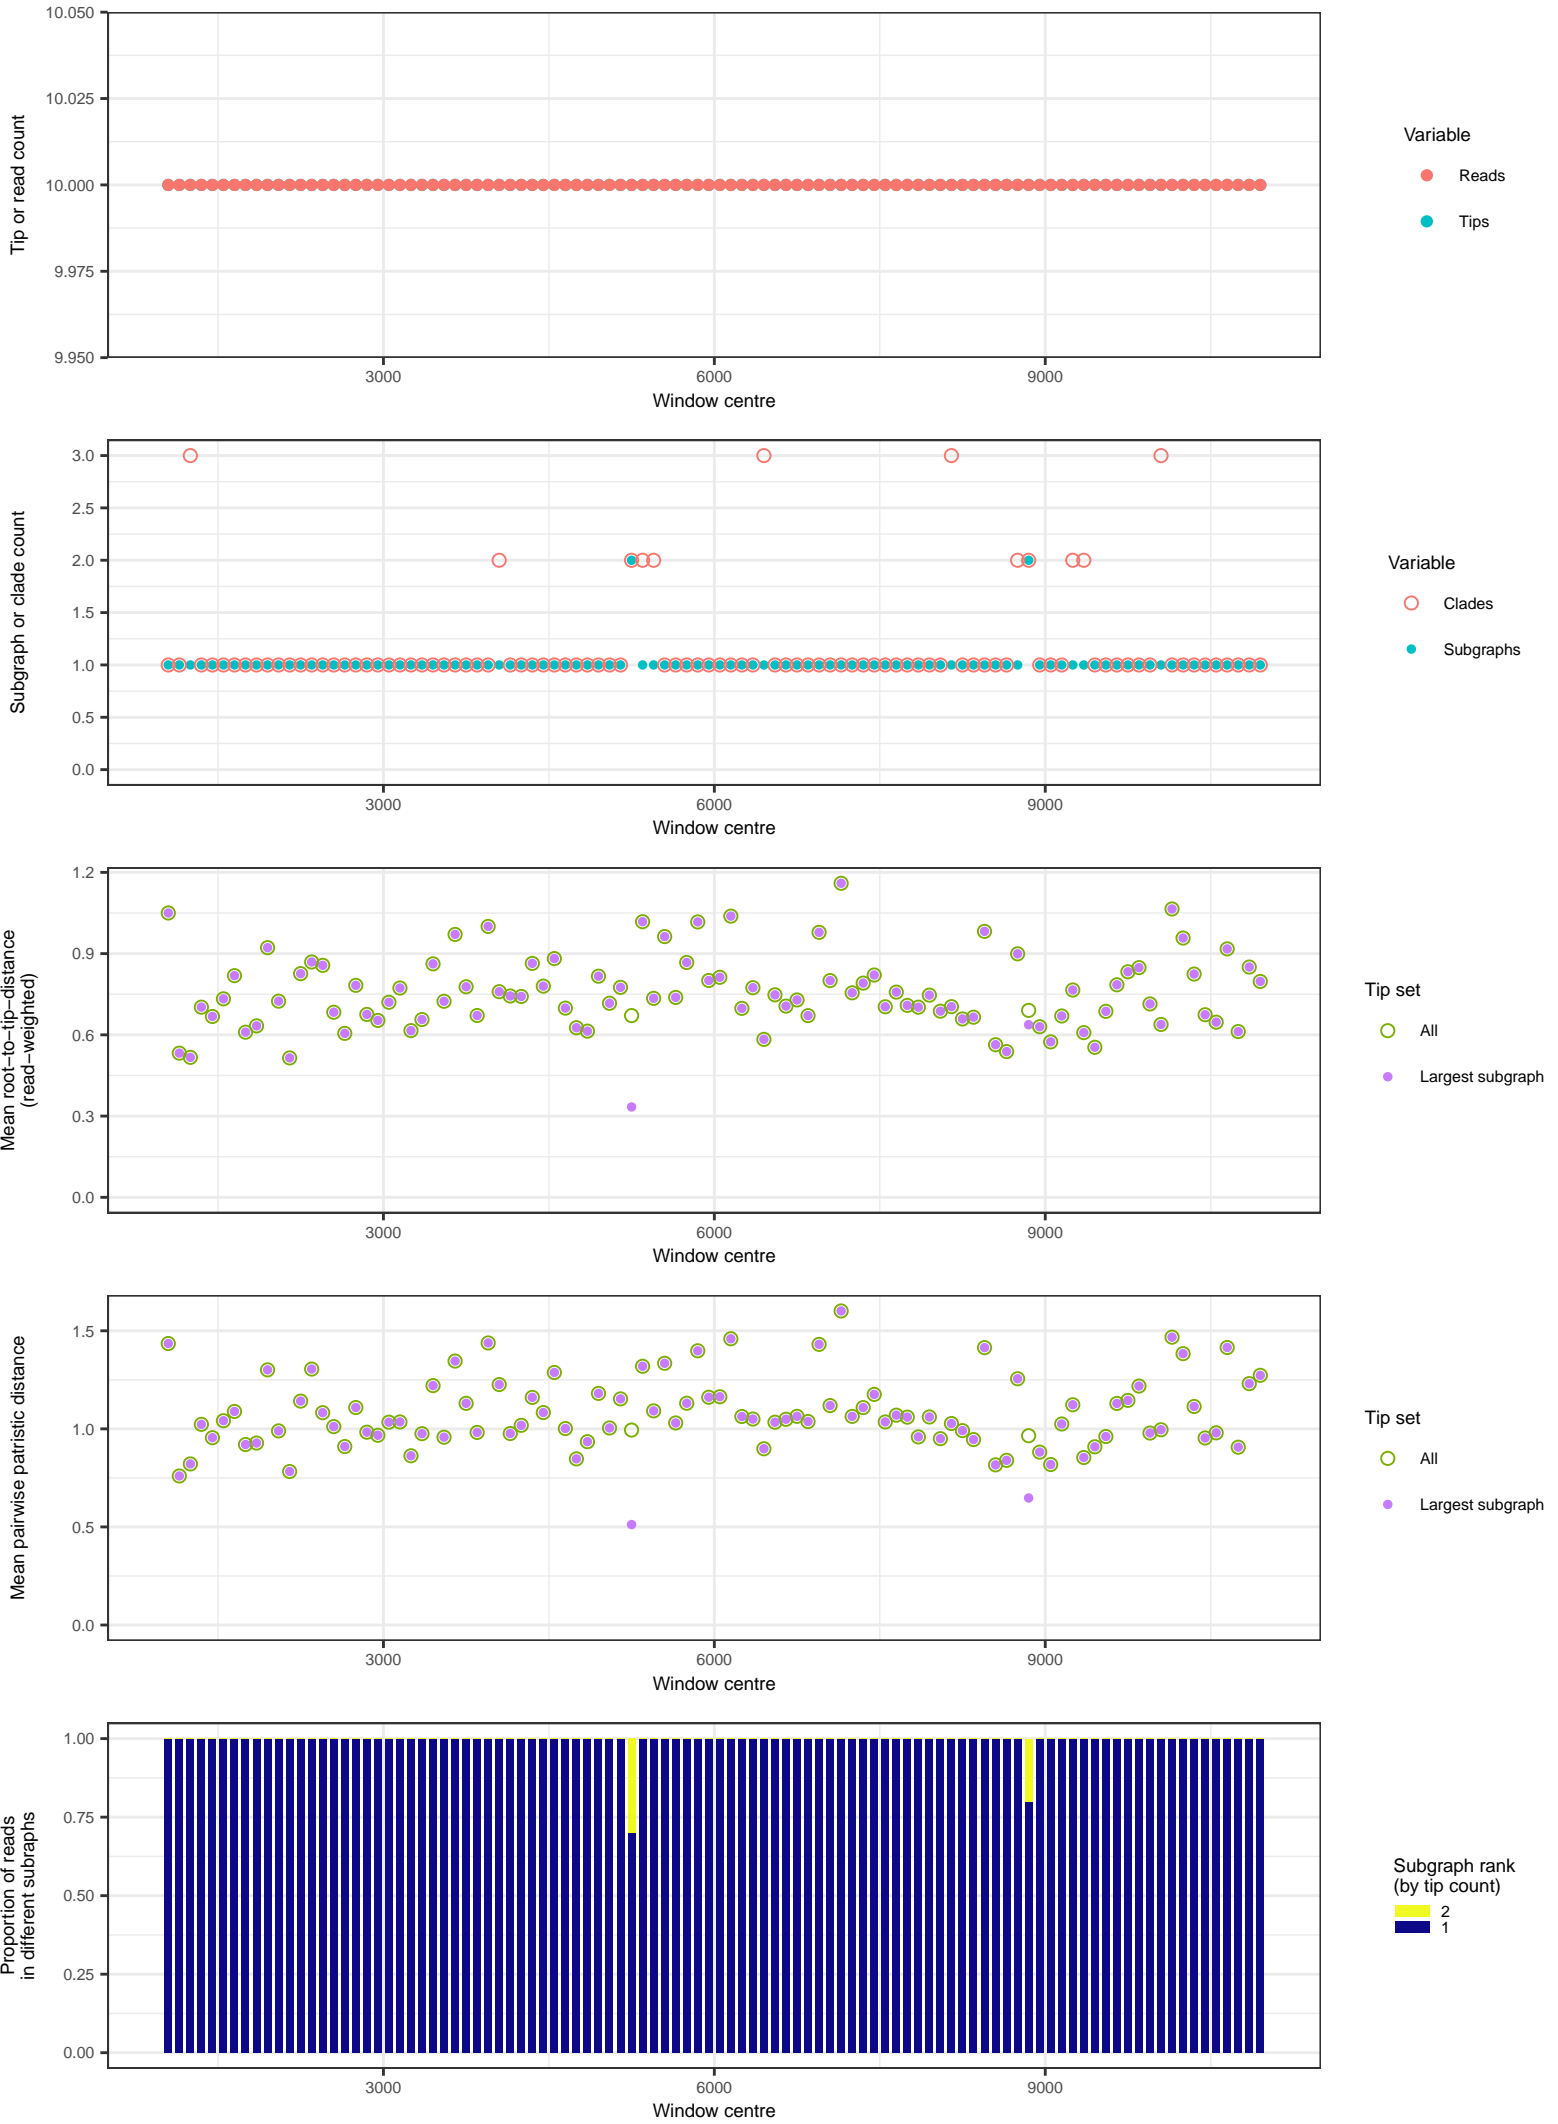 10.050
10.025
10.000
9.975
9.950
Tip or read count
3000
6000
9000
Window centre
Variable
Reads
Tips
3.0
2.5
2.0
1.5
1.0
0.5
0.0
Subgraph or clade count
3000
6000
9000
Window centre
Variable
Clades
Subgraphs
1.2
0.9
0.6
0.3
0.0
Mean root−to−tip−distance
(read−weighted)
3000
6000
9000
Window centre
Tip set
All
Largest subgraph
1.5
1.0
0.5
0.0
Mean pairwise patristic distance
3000
6000
9000
Window centre
Tip set
All
Largest subgraph
1.00
0.75
0.50
0.25
0.00
Proportion of reads
in different subraphs
3000
6000
9000
Window centre
Subgraph rank
(by tip count)
2
1